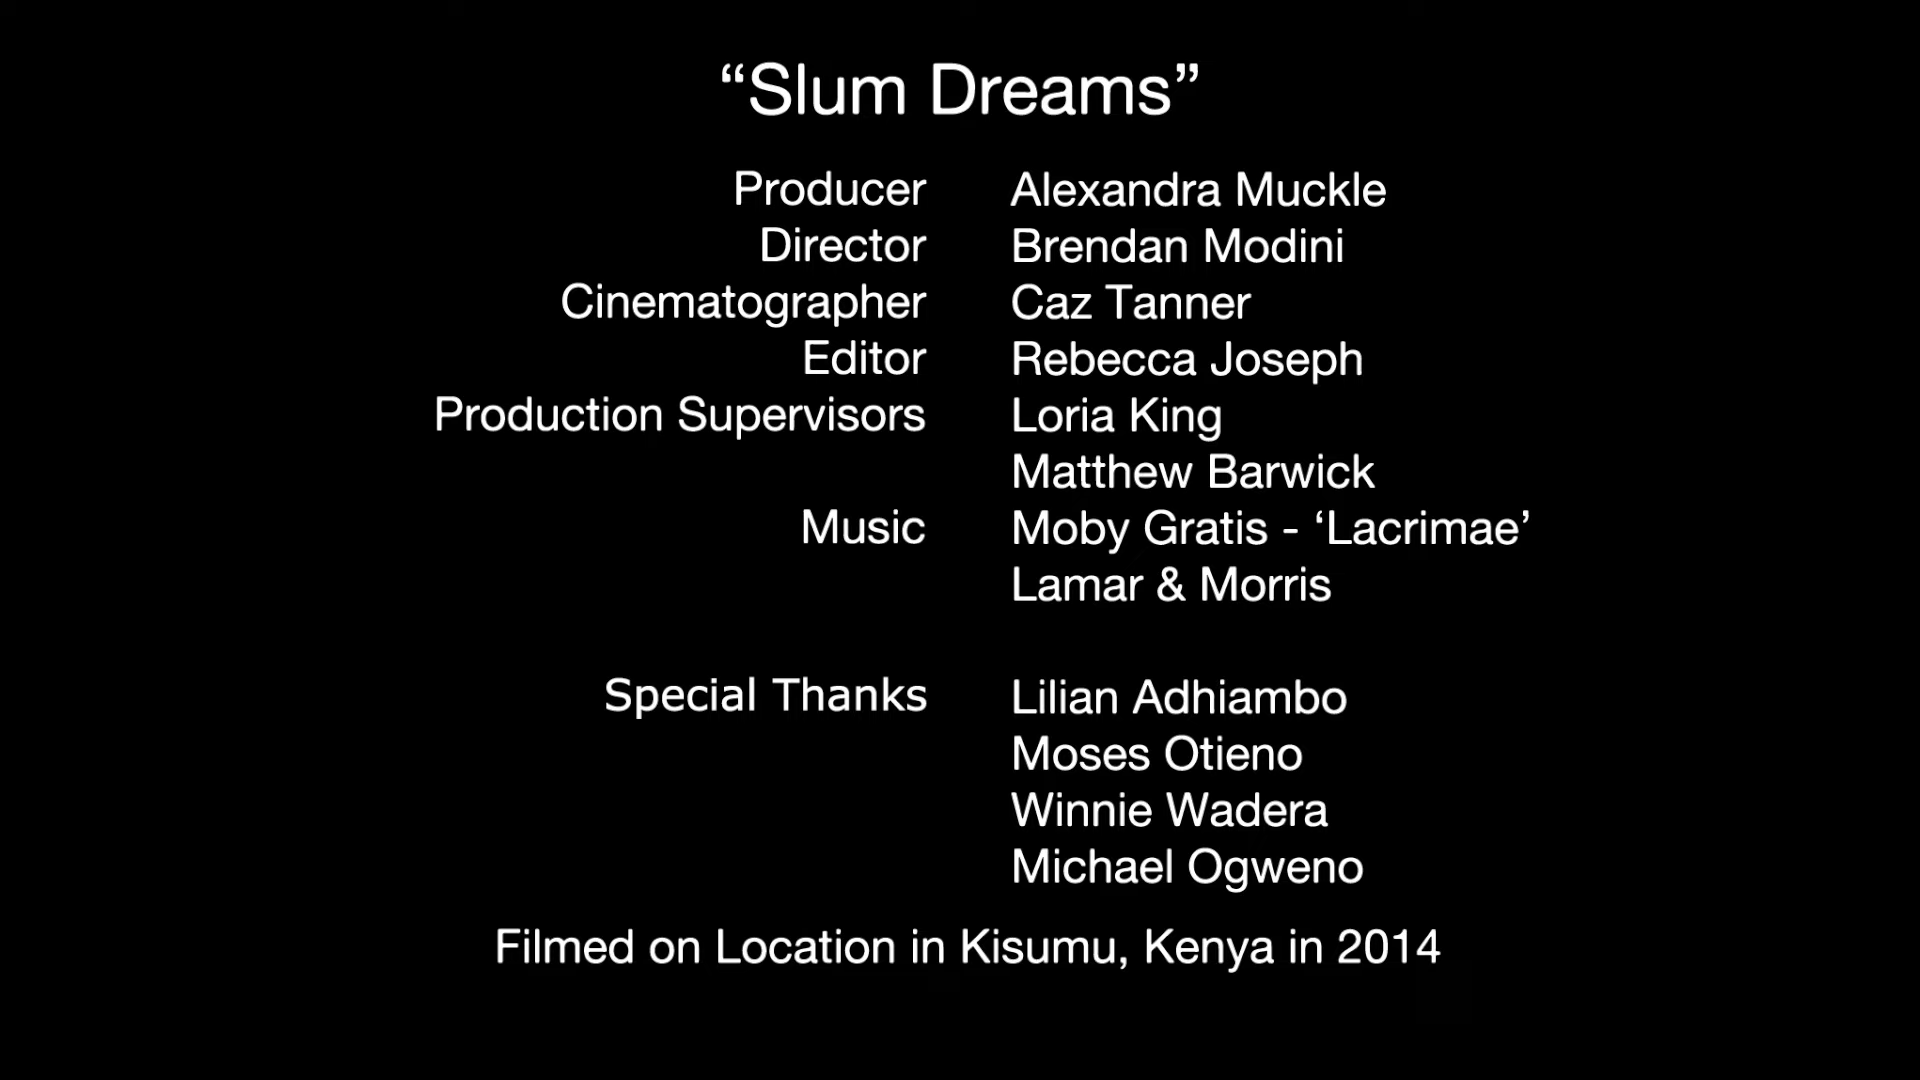 “Slum Dreams”
Producer Alexandra Muckle
Director Brendan Modini
Cinematographer Caz Tanner
Editor Rebecca Joseph
Production Supervisors Loria King
Matthew Barwick
Music Moby Gratis - ‘Lacrimae’
Lamar & Morris
Special Thanks Lilian Adhiambo
Moses Otieno
Winnie Wadera
Michael Ogweno
Filmed on Location in Kisumu, Kenya in 2014